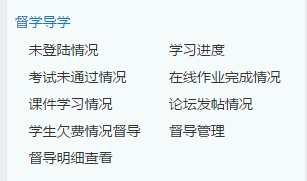 督学导学
未登陆情况 学习进度
考试未通过情况 在线作业完成情况
课件学习情况 论坛发帖情况
学生欠费情况督导 督导管理
督导明细查看